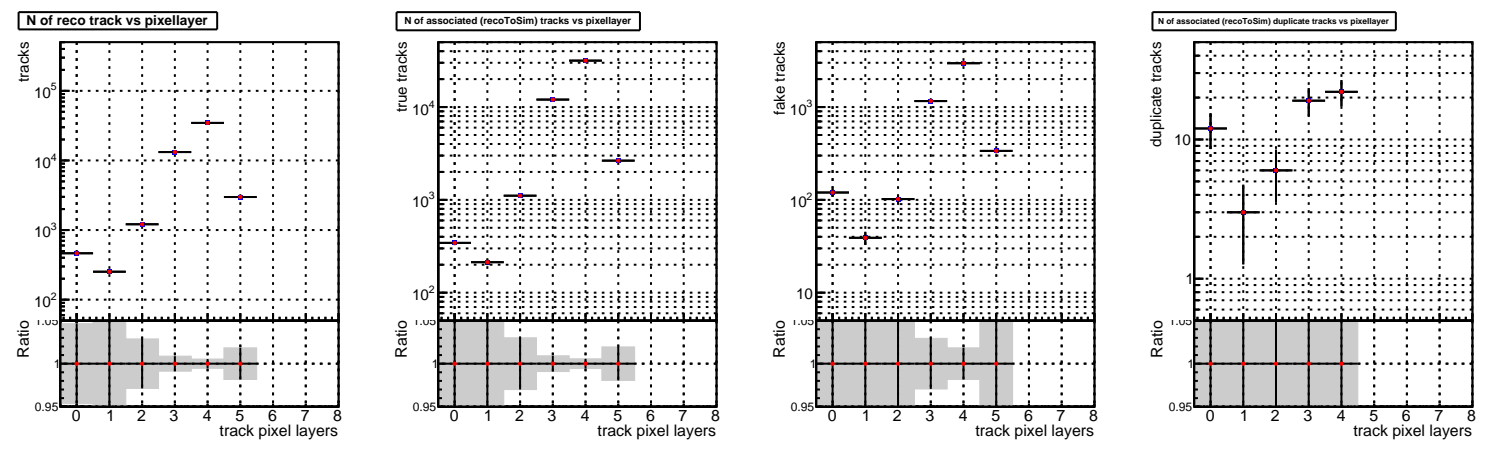 N of reco track vs pixellayer
tracks
10^5
10^4
10^3
10^2
Ratio
1.05
1
0.95
0 1 2 3 4 5 6 7 8
track pixel layers
N of associated (recoToSim) tracks vs pixellayer
true tracks
10^4
10^3
10^2
Ratio
1.05
1
0.95
0 1 2 3 4 5 6 7 8
track pixel layers
fake tracks
10^3
10^2
10
Ratio
1.05
1
0.95
0 1 2 3 4 5 6 7 8
track pixel layers
N of associated (recoToSim) duplicate tracks vs pixellayer
duplicate tracks
10
1
Ratio
1.05
1
0.95
0 1 2 3 4 5 6 7 8
track pixel layers